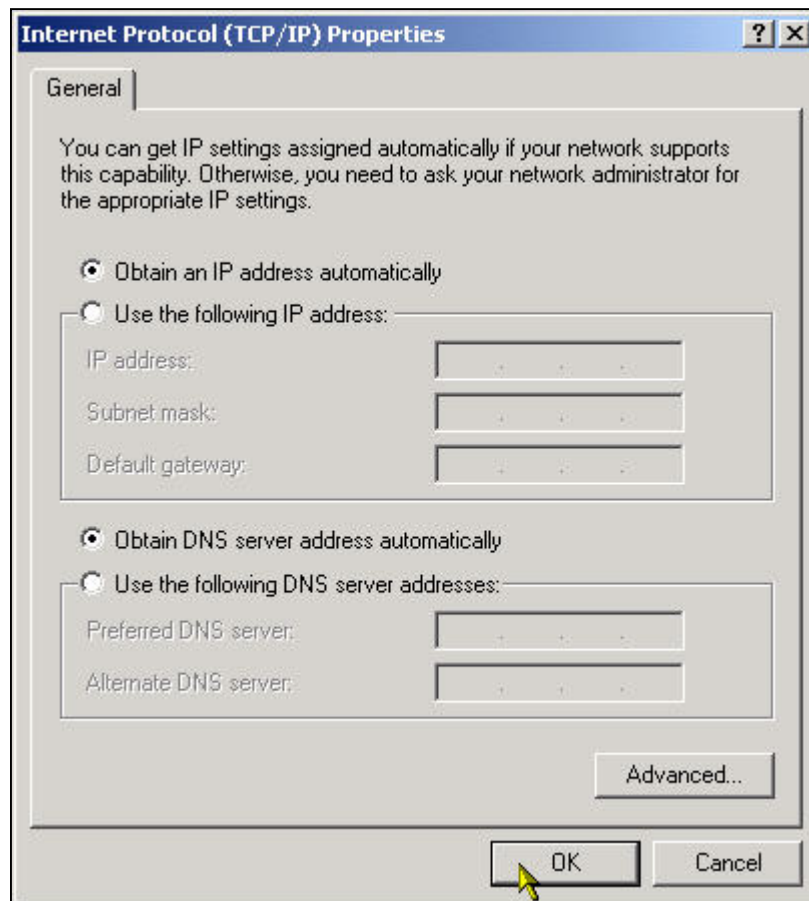 Internet Protocol (TCP/IP) Properties
General
You can get IP settings assigned automatically if your network supports
this capability. Otherwise, you need to ask your network administrator for
the appropriate IP settings.
Obtain an IP address automatically
Use the following IP address:
IP address:
Subnet mask:
Default gateway:
Obtain DNS server address automatically
Use the following DNS server addresses:
Preferred DNS server:
Alternate DNS server:
Advanced...
OK Cancel